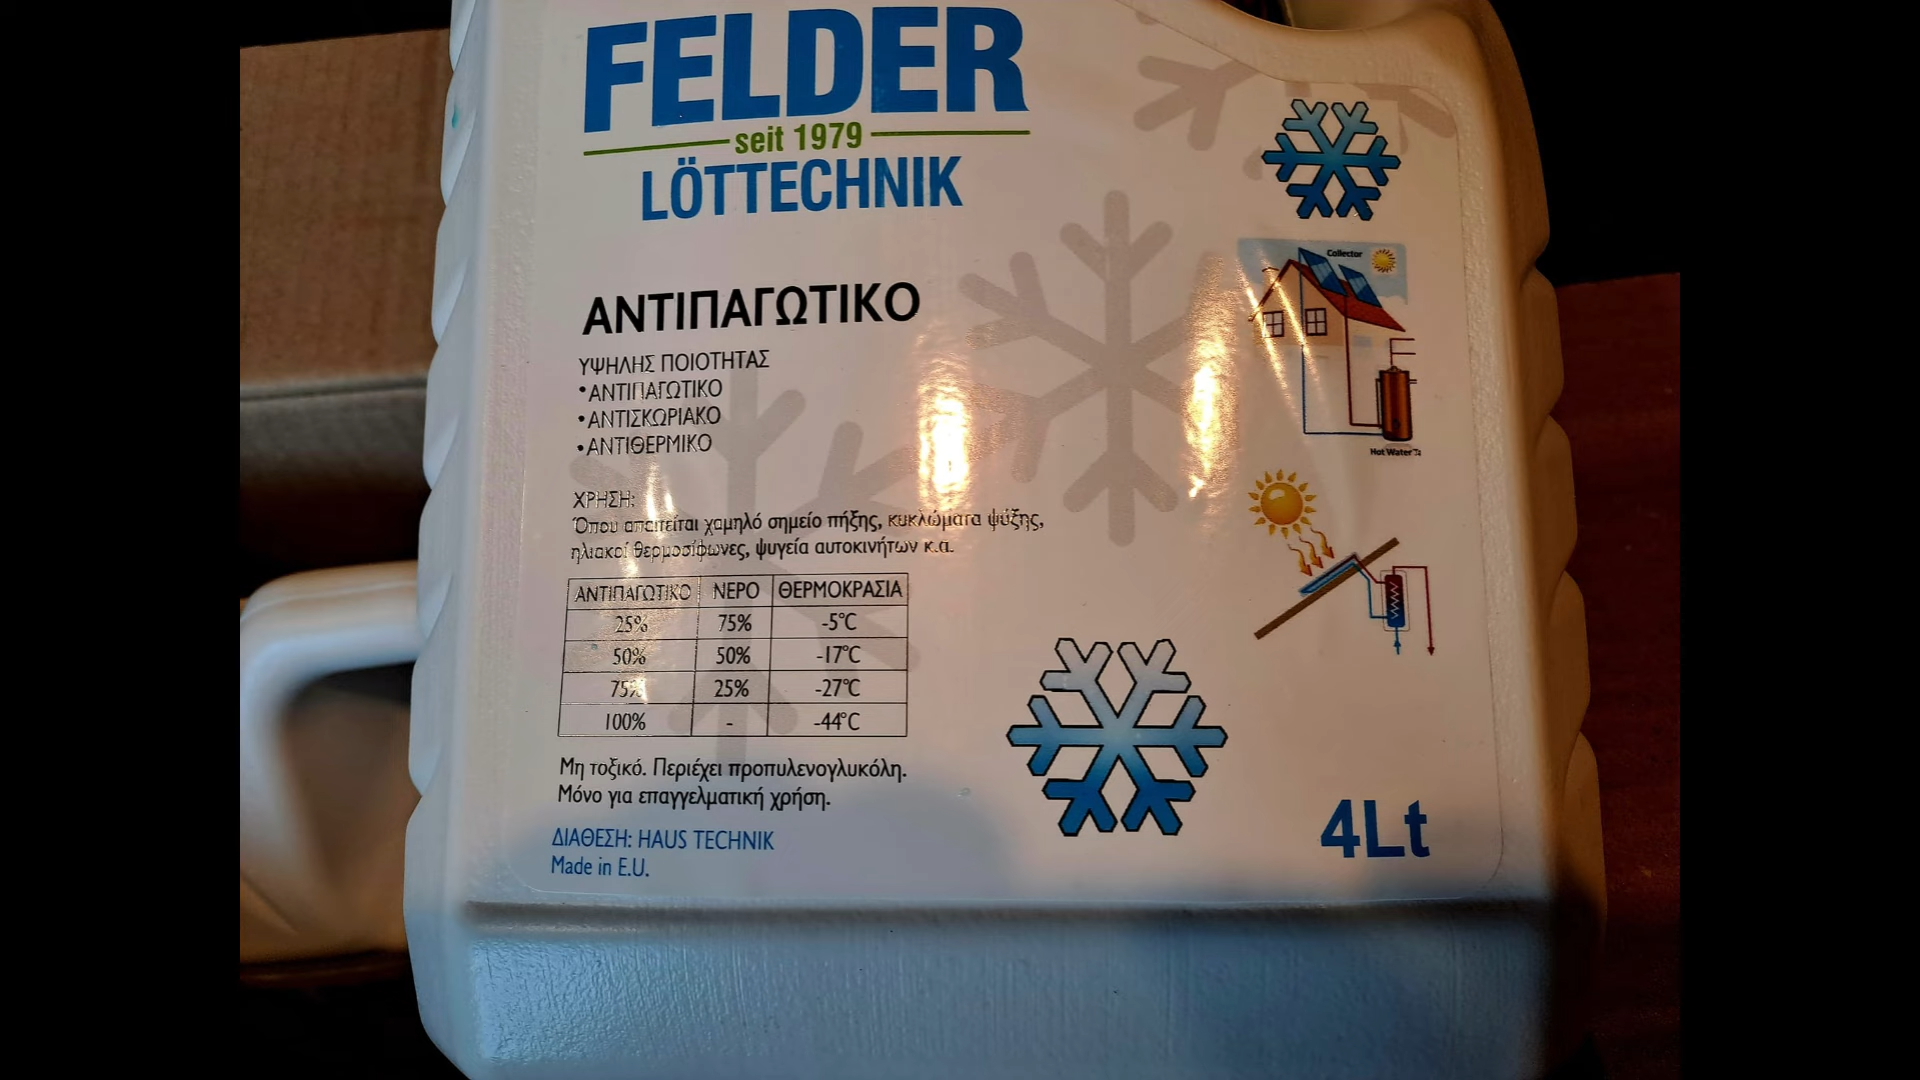 FELDER
seit 1979
LÖTTECHNIK
Collector
ΑΝΤΙΠΑΓΩΤΙΚΟ
ΥΨΗΛΗΣ ΠΟΙΟΤΗΤΑΣ
•ΑΝΤΙΠΑΓΩΤΙΚΟ
•ΑΝΤΙΣΚΩΡΙΑΚΟ
•ΑΝΤΙΘΕΡΜΙΚΟ
Hot Water
ΧΡΗΣΗ:
Όπου απαιτείται χαμηλό σημείο πήξης, κυκλώματα ψύξης,
ηλιακοί θερμοσίφωνες, ψυγεία αυτοκινήτων κ.α.
ΑΝΤΙΠΑΓΩΤΙΚΟ ΝΕΡΟ ΘΕΡΜΟΚΡΑΣΙΑ
25% 75% -5°C
50% 50% -17°C
75% 25% -27°C
100% - -44°C
Μη τοξικό. Περιέχει προπυλενογλυκόλη.
Μόνο για επαγγελματική χρήση.
ΔΙΑΘΕΣΗ: HAUS TECHNIK
Made in E.U.
4Lt